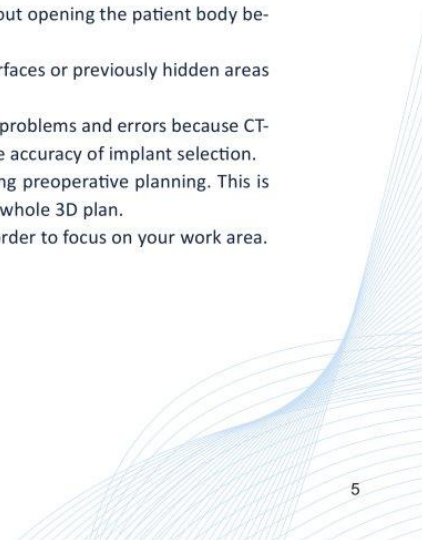 out opening the patient body be-
rfaces or previously hidden areas
problems and errors because CT-
e accuracy of implant selection.
ng preoperative planning. This is
whole 3D plan.
rder to focus on your work area.
5